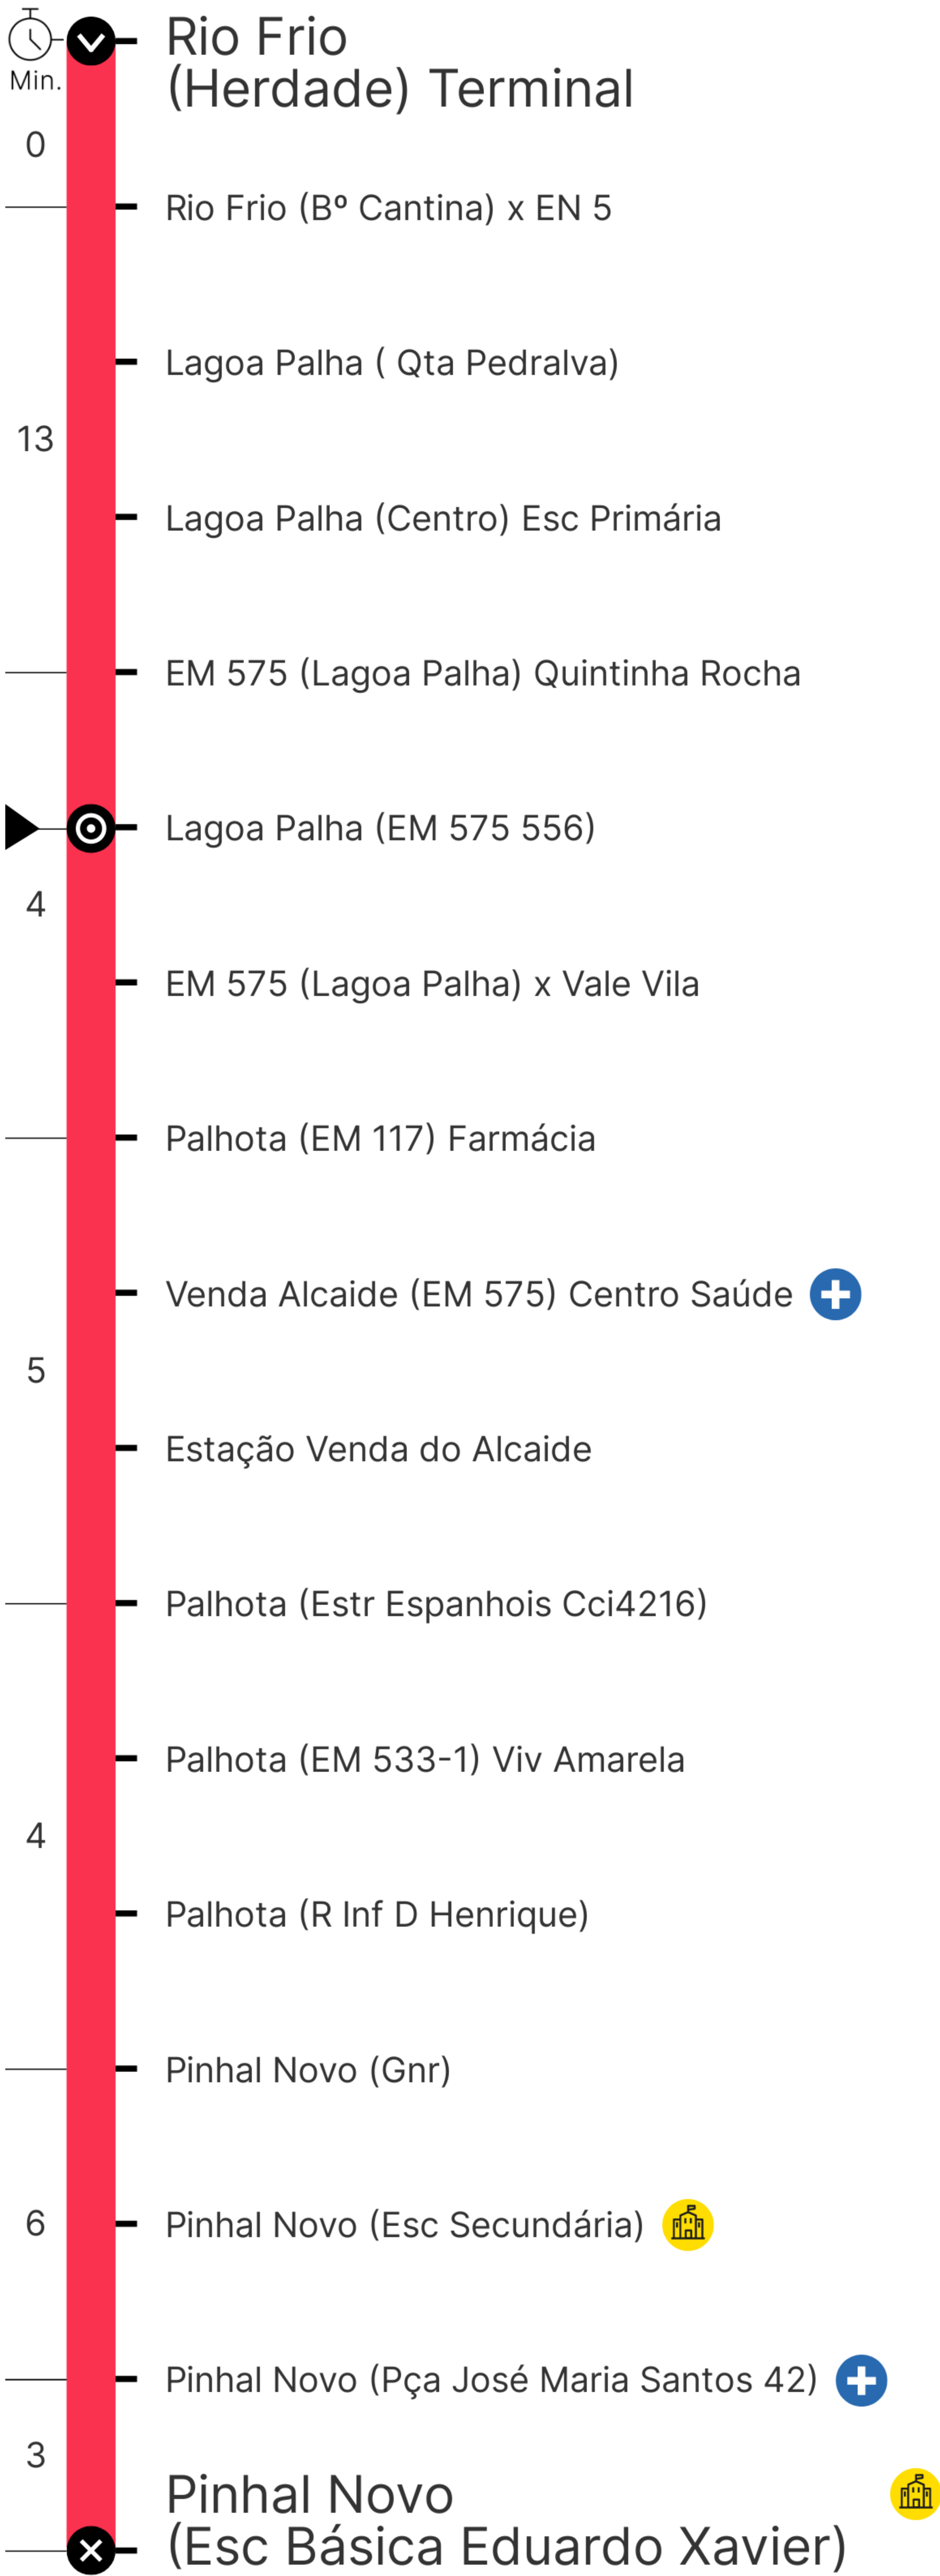 Rio Frio
(Herdade) Terminal
Min.
0
Rio Frio (Bº Cantina) x EN 5
Lagoa Palha ( Qta Pedralva)
13
Lagoa Palha (Centro) Esc Primária
EM 575 (Lagoa Palha) Quintinha Rocha
Lagoa Palha (EM 575 556)
4
EM 575 (Lagoa Palha) x Vale Vila
Palhota (EM 117) Farmácia
Venda Alcaide (EM 575) Centro Saúde
5
Estação Venda do Alcaide
Palhota (Estr Espanhois Cci4216)
Palhota (EM 533-1) Viv Amarela
4
Palhota (R Inf D Henrique)
Pinhal Novo (Gnr)
6 Pinhal Novo (Esc Secundária)
Pinhal Novo (Pça José Maria Santos 42)
3
Pinhal Novo
(Esc Básica Eduardo Xavier)